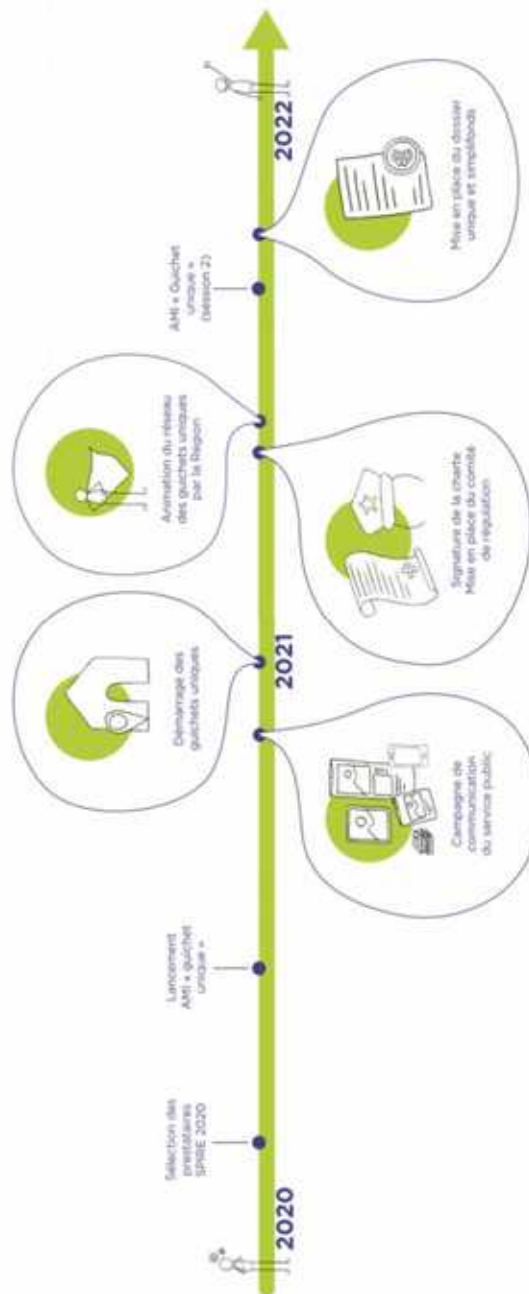 2020
Sélection des
prestataires
SPIRE 2020
Lancement
AMI « guichet
unique »
Campagne de
communication
du service public
Démarrage des
guichets uniques
2021
Signature de la charte
Mise en place du comité
de régulation
Animation du réseau
des guichets uniques
par la Région
AMI « Guichet
unique »
(session 2)
Mise en place du dossier
unique et simplifonds
2022